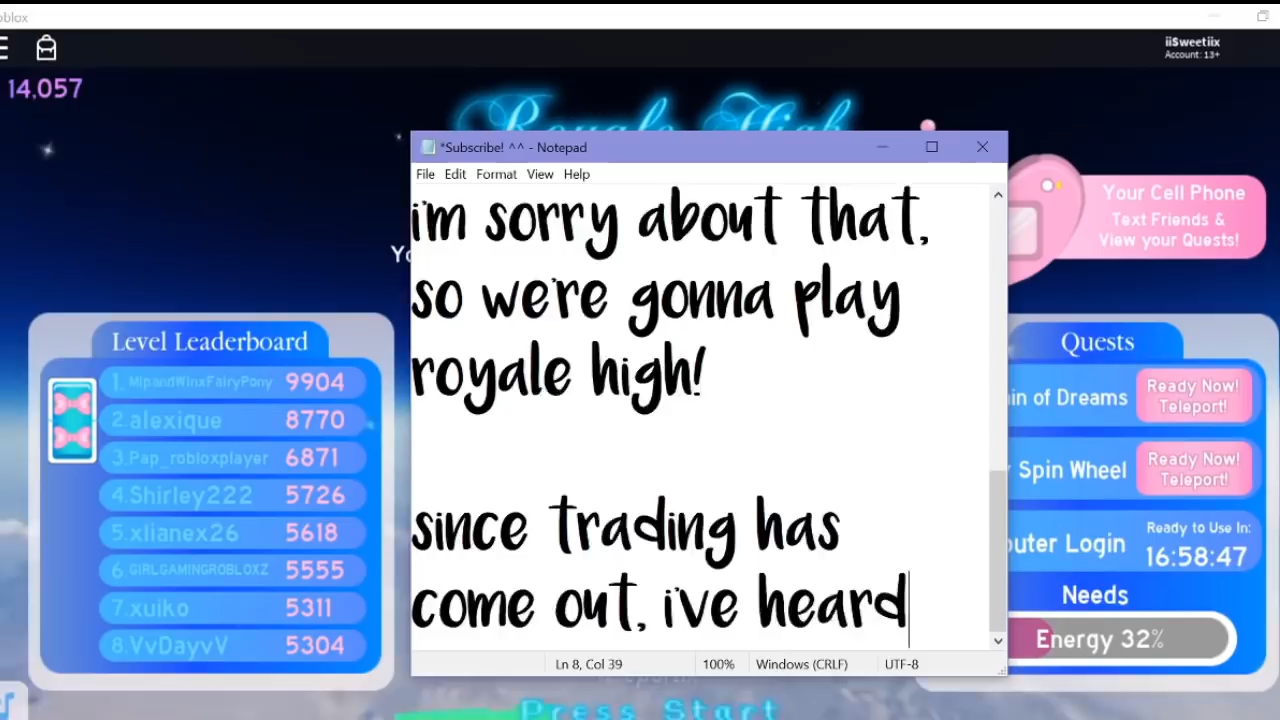 iiSweetiix
Account: 13+
14,057
Royale High
*Subscribe! ^^ - Notepad
File Edit Format View Help
i'm sorry about that,
so we're gonna play
royale high!
since trading has
come out, i've heard
Ln 8, Col 39 100% Windows (CRLF) UTF-8
Your Cell Phone
Text Friends &
View your Quests!
Level Leaderboard
1. MipandWinxFairyPony 9904
2. alexique 8770
3. Pap_robloxplayer 6871
4. Shirley222 5726
5. xlianex26 5618
6. GIRLGAMINGROBLOXZ 5555
7. xuiko 5311
8. VvDayvV 5304
Quests
of Dreams
Ready Now!
Teleport!
Spin Wheel
Ready Now!
Teleport!
Login
Ready to Use In:
16:58:47
Needs
Energy 32%
Press Start